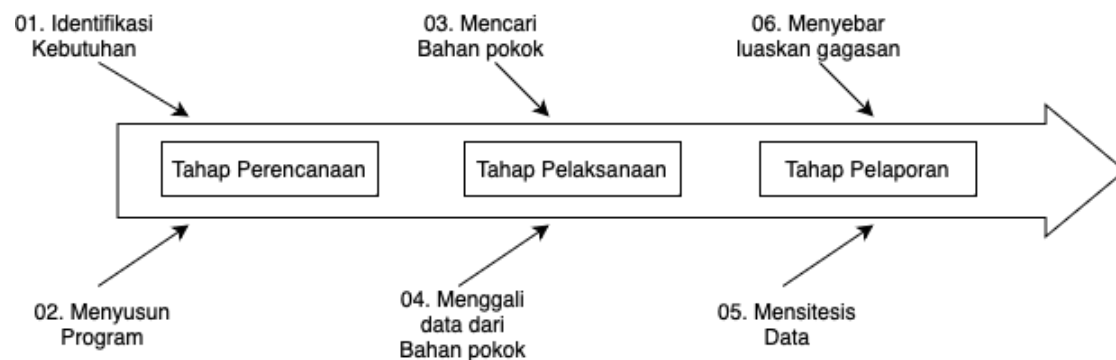 01. Identifikasi
Kebutuhan
03. Mencari
Bahan pokok
06. Menyebar
luaskan gagasan
Tahap Perencanaan
Tahap Pelaksanaan
Tahap Pelaporan
02. Menyusun
Program
04. Menggali
data dari
Bahan pokok
05. Mensitesis
Data